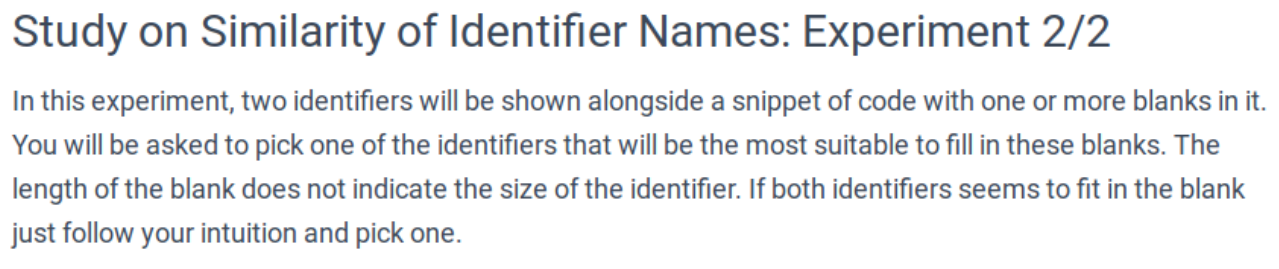 Study on Similarity of Identifier Names: Experiment 2/2
In this experiment, two identifiers will be shown alongside a snippet of code with one or more blanks in it.
You will be asked to pick one of the identifiers that will be the most suitable to fill in these blanks. The
length of the blank does not indicate the size of the identifier. If both identifiers seems to fit in the blank
just follow your intuition and pick one.